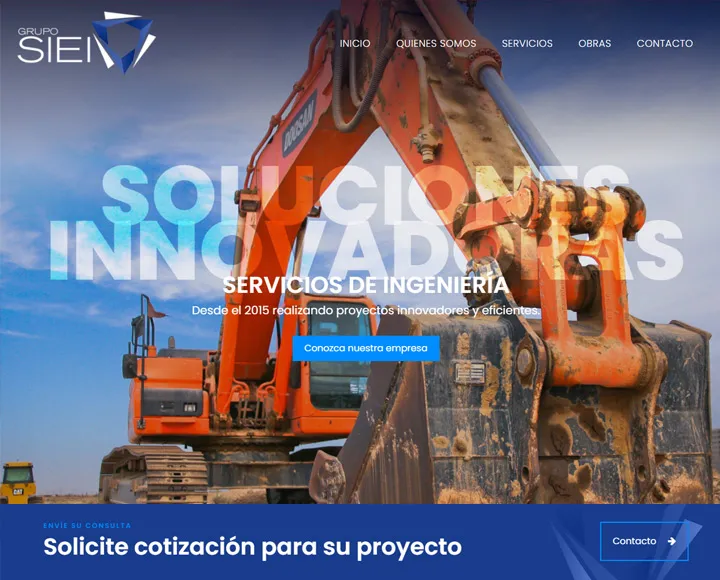 GRUPO
SIEI
INICIO QUIENES SOMOS SERVICIOS OBRAS CONTACTO
DOOSAN
SOLUCIONES
INNOVADORAS
SERVICIOS DE INGENIERÍA
Desde el 2015 realizando proyectos innovadores y eficientes.
Conozca nuestra empresa
CAT
ENVÍE SU CONSULTA
Solicite cotización para su proyecto
Contacto